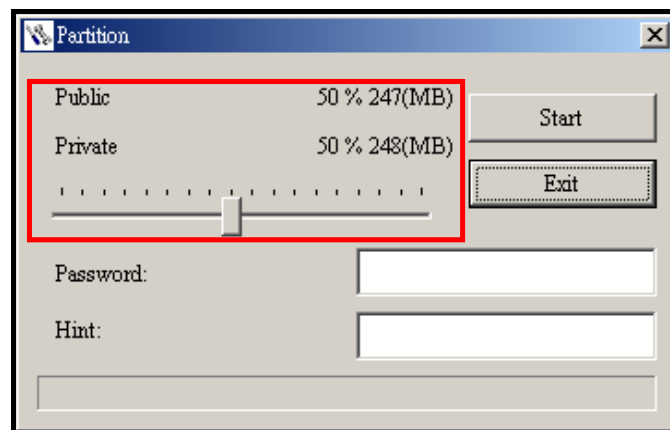 Partition
Public 50 % 247(MB)
Private 50 % 248(MB)
Start
Exit
Password:
Hint: